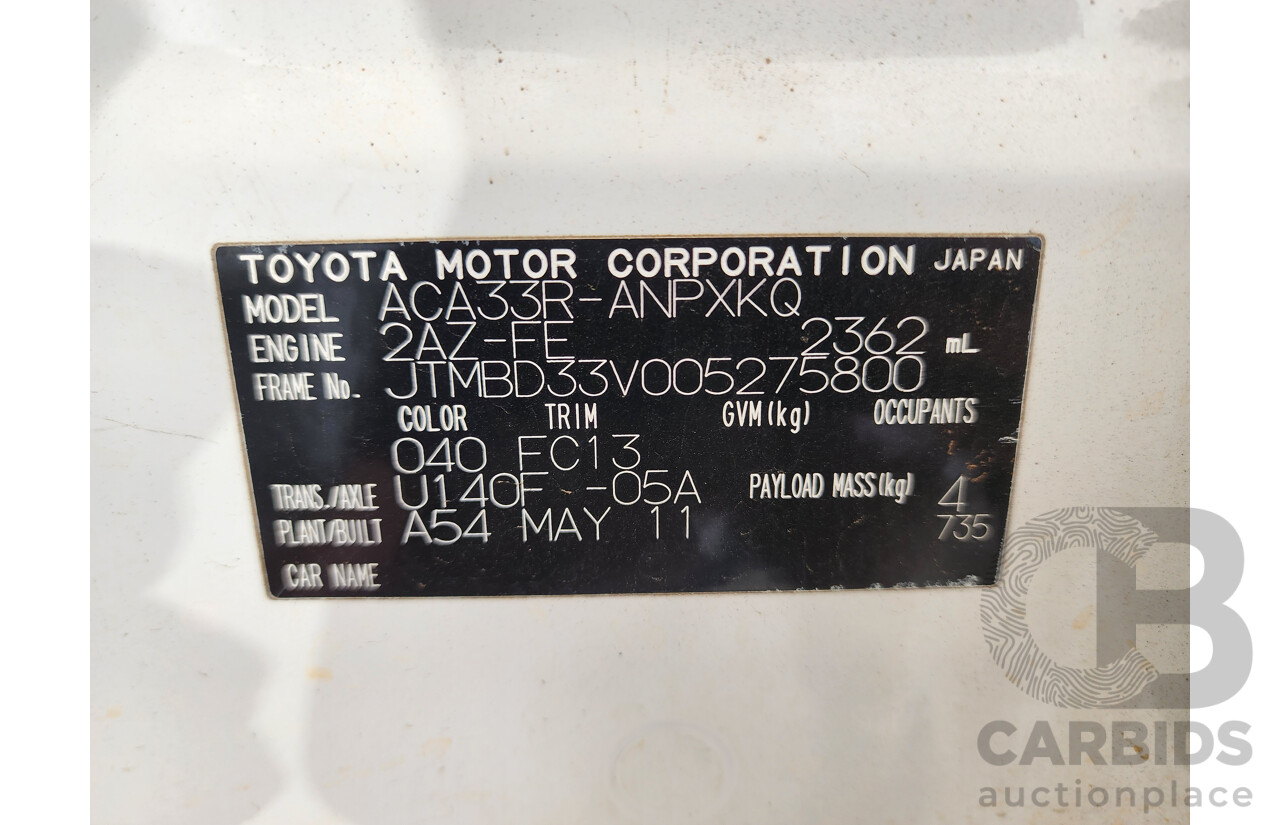 TOYOTA MOTOR CORPORATION JAPAN
MODEL ACA33R-ANPXKQ
ENGINE 2AZ-FE 2362 mL
FRAME No. JTMBD33V005275800
COLOR TRIM GVM(kg) OCCUPANTS
040 FC13
TRANS./AXLE U140F -05A PAYLOAD MASS(kg) 4
PLANT/BUILT A54 MAY 11 735
CAR NAME
CB
CARBIDS
auctionplace